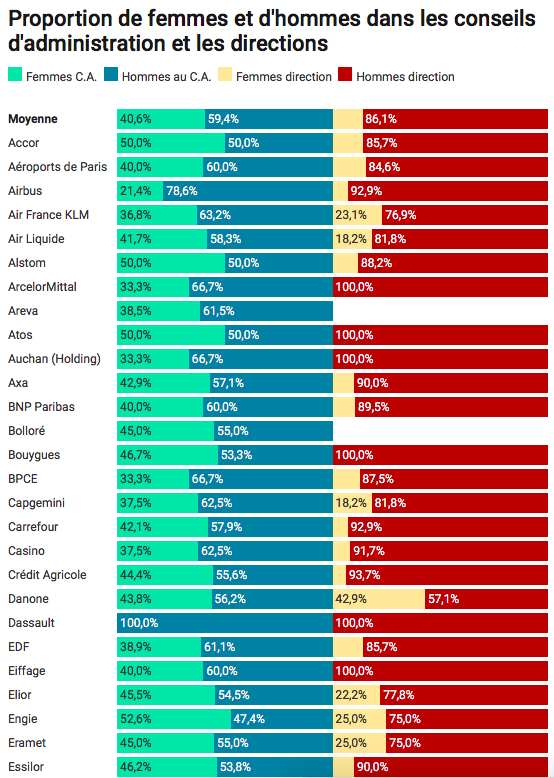 Proportion de femmes et d'hommes dans les conseils
d'administration et les directions
Femmes C.A. Hommes au C.A. Femmes direction Hommes direction
Moyenne 40,6% 59,4% 86,1%
Accor 50,0% 50,0% 85,7%
Aéroports de Paris 40,0% 60,0% 84,6%
Airbus 21,4% 78,6% 92,9%
Air France KLM 36,8% 63,2% 23,1% 76,9%
Air Liquide 41,7% 58,3% 18,2% 81,8%
Alstom 50,0% 50,0% 88,2%
ArcelorMittal 33,3% 66,7% 100,0%
Areva 38,5% 61,5%
Atos 50,0% 50,0% 100,0%
Auchan (Holding) 33,3% 66,7% 100,0%
Axa 42,9% 57,1% 90,0%
BNP Paribas 40,0% 60,0% 89,5%
Bolloré 45,0% 55,0%
Bouygues 46,7% 53,3% 100,0%
BPCE 33,3% 66,7% 87,5%
Capgemini 37,5% 62,5% 18,2% 81,8%
Carrefour 42,1% 57,9% 92,9%
Casino 37,5% 62,5% 91,7%
Crédit Agricole 44,4% 55,6% 93,7%
Danone 43,8% 56,2% 42,9% 57,1%
Dassault 100,0% 100,0%
EDF 38,9% 61,1% 85,7%
Eiffage 40,0% 60,0% 100,0%
Elior 45,5% 54,5% 22,2% 77,8%
Engie 52,6% 47,4% 25,0% 75,0%
Eramet 45,0% 55,0% 25,0% 75,0%
Essilor 46,2% 53,8% 90,0%